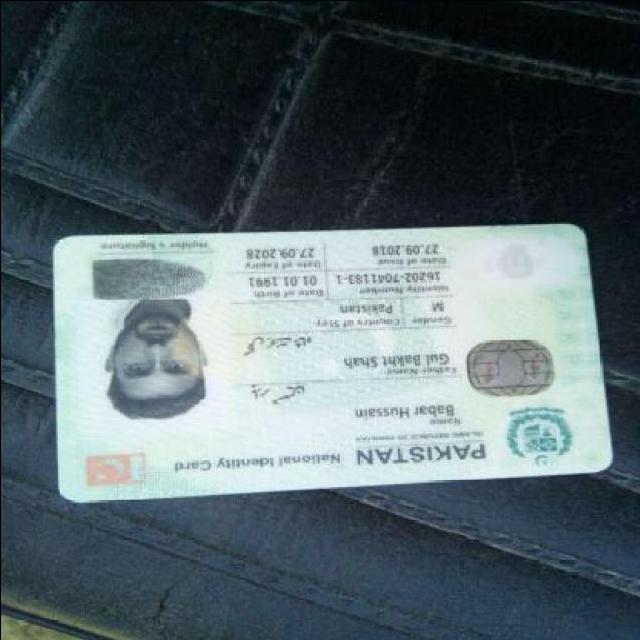 PAKISTAN National Identity Card
ISLAMIC REPUBLIC OF PAKISTAN
Name
Babar Hussain
Father Name
Gul Bakht Shah
Gender Country of Stay
M Pakistan
Identity Number Date of Birth
16202-7041183-1 01.01.1991
Date of Issue Date of Expiry
27.09.2018 27.09.2028
Holder's Signature